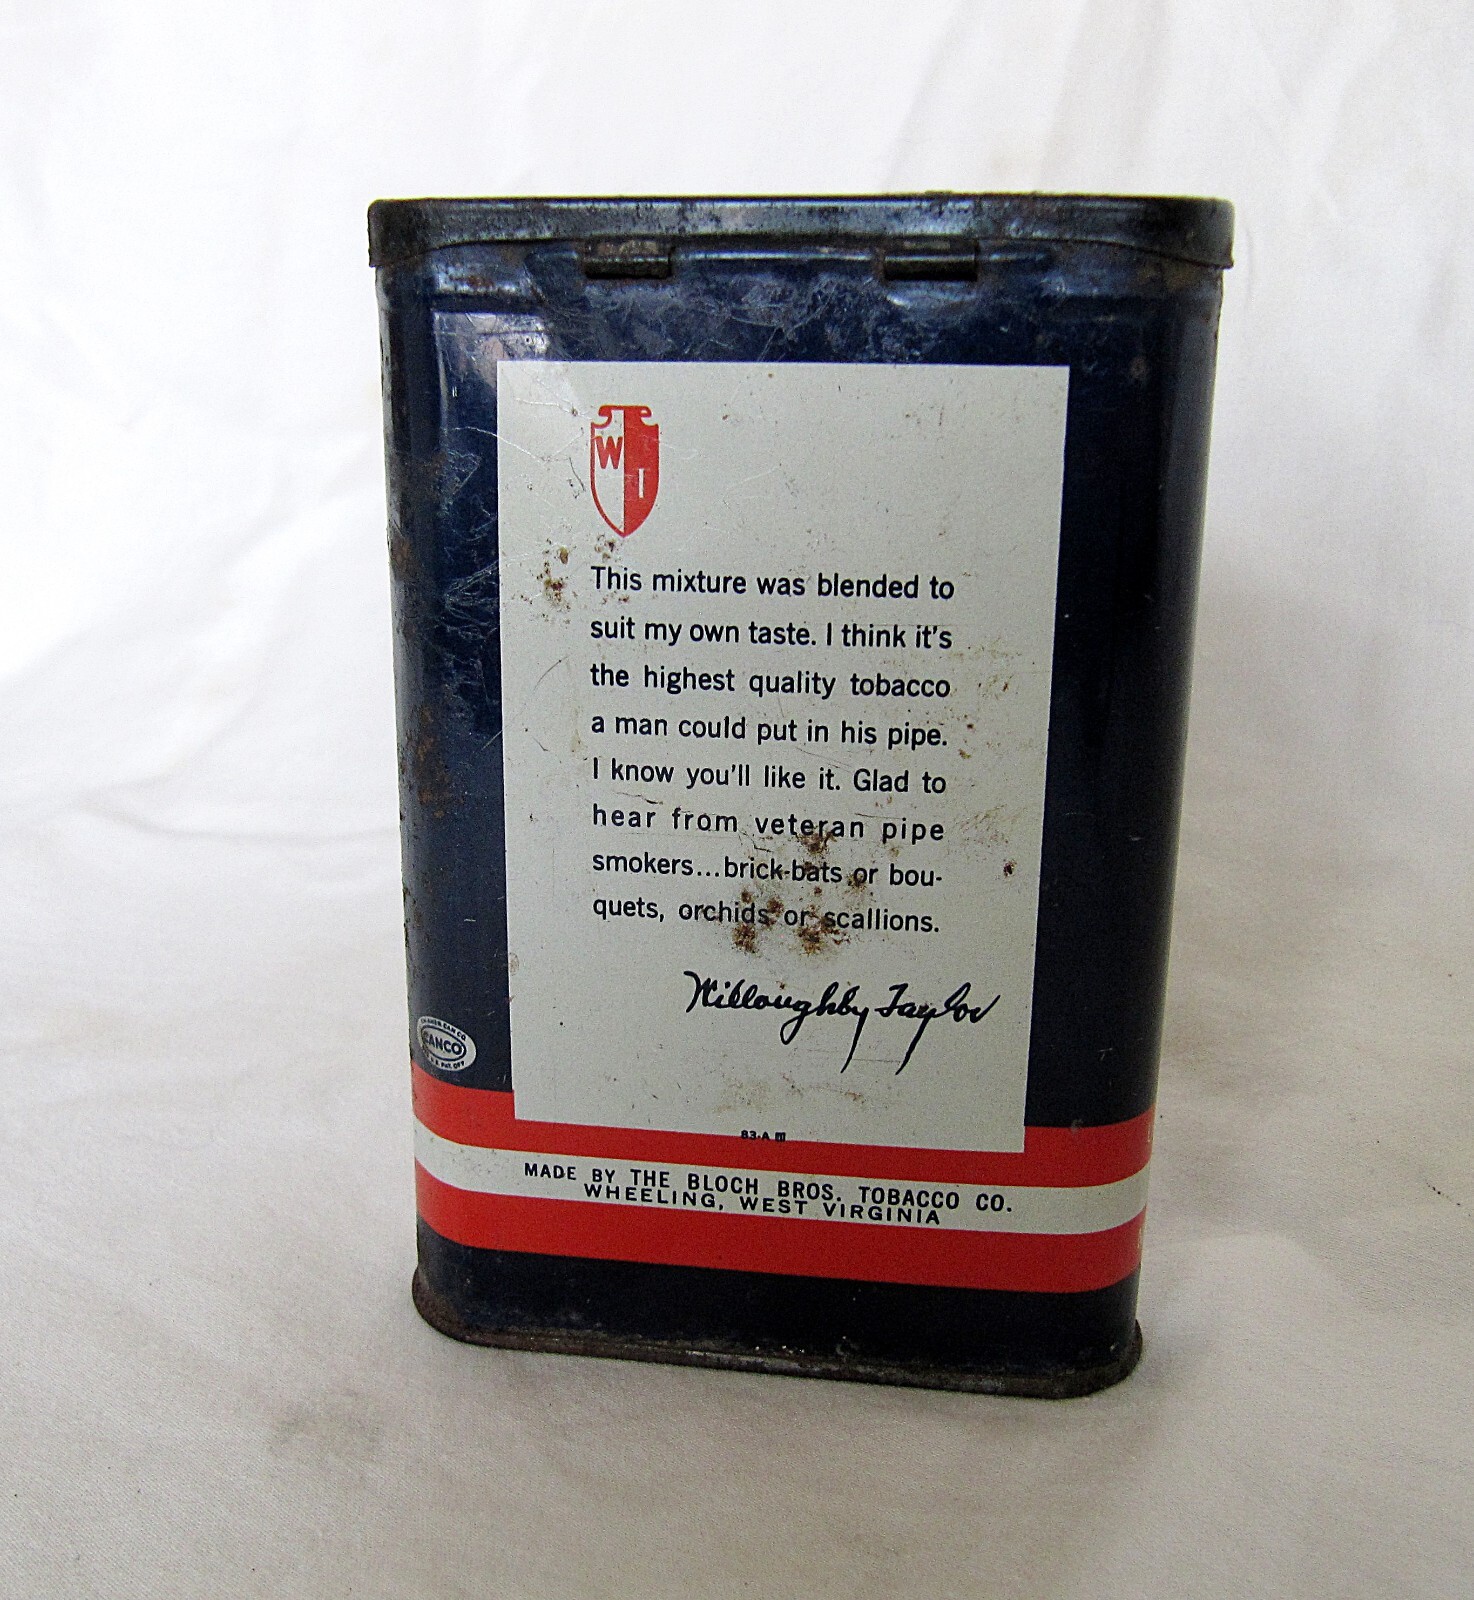 W
I
This mixture was blended to
suit my own taste. I think it's
the highest quality tobacco
a man could put in his pipe.
I know you'll like it. Glad to
hear from veteran pipe
smokers...brick-bats or bou-
quets, orchids or scallions.
Willoughby Taylor
CANCO
83-A
MADE BY THE BLOCH BROS. TOBACCO CO.
WHEELING, WEST VIRGINIA